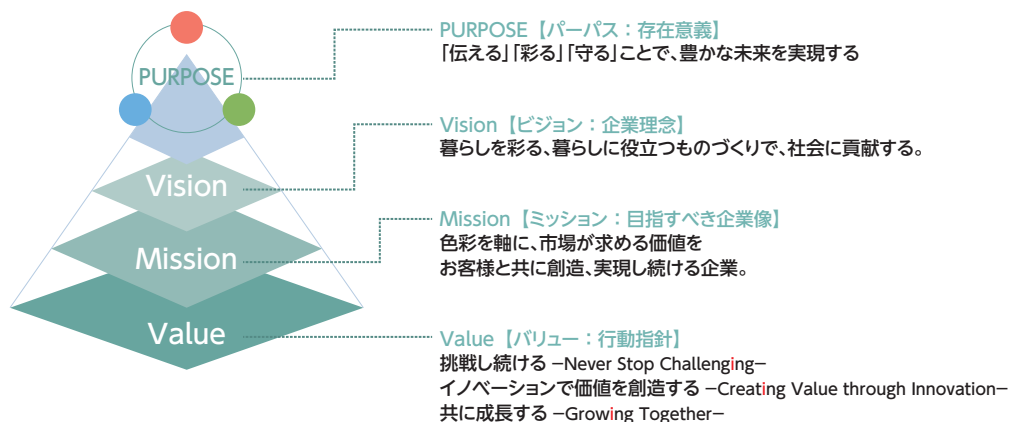 PURPOSE
Vision
Mission
Value
PURPOSE【パーパス：存在意義】
「伝える」「彩る」「守る」ことで、豊かな未来を実現する
Vision【ビジョン：企業理念】
暮らしを彩る、暮らしに役立つものづくりで、社会に貢献する。
Mission【ミッション：目指すべき企業像】
色彩を軸に、市場が求める価値を
お客様と共に創造、実現し続ける企業。
Value【バリュー：行動指針】
挑戦し続ける −Never Stop Challenging−
イノベーションで価値を創造する −Creating Value through Innovation−
共に成長する −Growing Together−